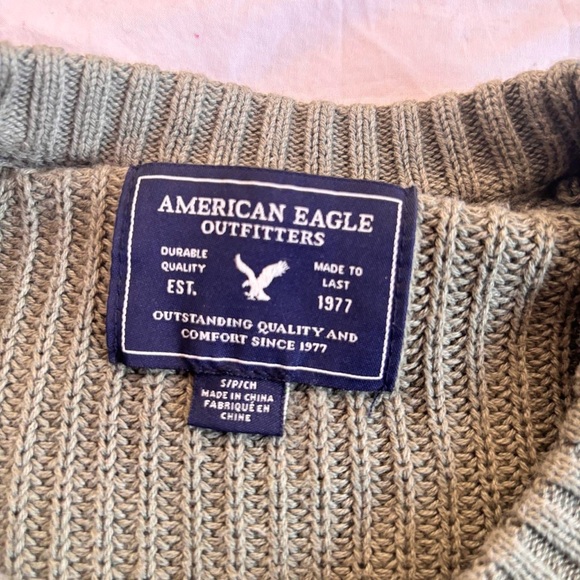 AMERICAN EAGLE
OUTFITTERS
DURABLE
QUALITY
EST.
MADE TO
LAST
1977
OUTSTANDING QUALITY AND
COMFORT SINCE 1977
S/P/CH
MADE IN CHINA
FABRIQUÉ EN
CHINE